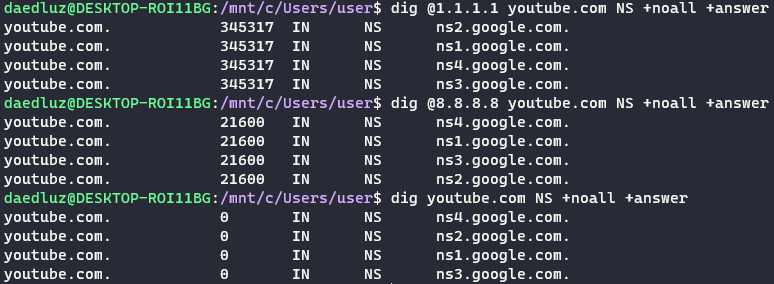 daedluz@DESKTOP-ROI11BG:/mnt/c/Users/user$ dig @1.1.1.1 youtube.com NS +noall +answer
youtube.com. 345317 IN NS ns2.google.com.
youtube.com. 345317 IN NS ns1.google.com.
youtube.com. 345317 IN NS ns4.google.com.
youtube.com. 345317 IN NS ns3.google.com.
daedluz@DESKTOP-ROI11BG:/mnt/c/Users/user$ dig @8.8.8.8 youtube.com NS +noall +answer
youtube.com. 21600 IN NS ns4.google.com.
youtube.com. 21600 IN NS ns1.google.com.
youtube.com. 21600 IN NS ns3.google.com.
youtube.com. 21600 IN NS ns2.google.com.
daedluz@DESKTOP-ROI11BG:/mnt/c/Users/user$ dig youtube.com NS +noall +answer
youtube.com. 0 IN NS ns4.google.com.
youtube.com. 0 IN NS ns2.google.com.
youtube.com. 0 IN NS ns1.google.com.
youtube.com. 0 IN NS ns3.google.com.